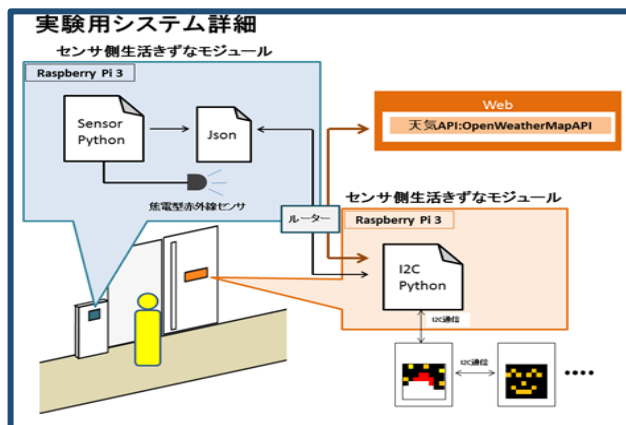 実験用システム詳細
センサ側生活きずなモジュール
Raspberry Pi 3
Sensor
Python
Json
焦電型赤外線センサ
Web
天気API:OpenWeatherMapAPI
ルーター
センサ側生活きずなモジュール
Raspberry Pi 3
I2C
Python
I2C通信
I2C通信